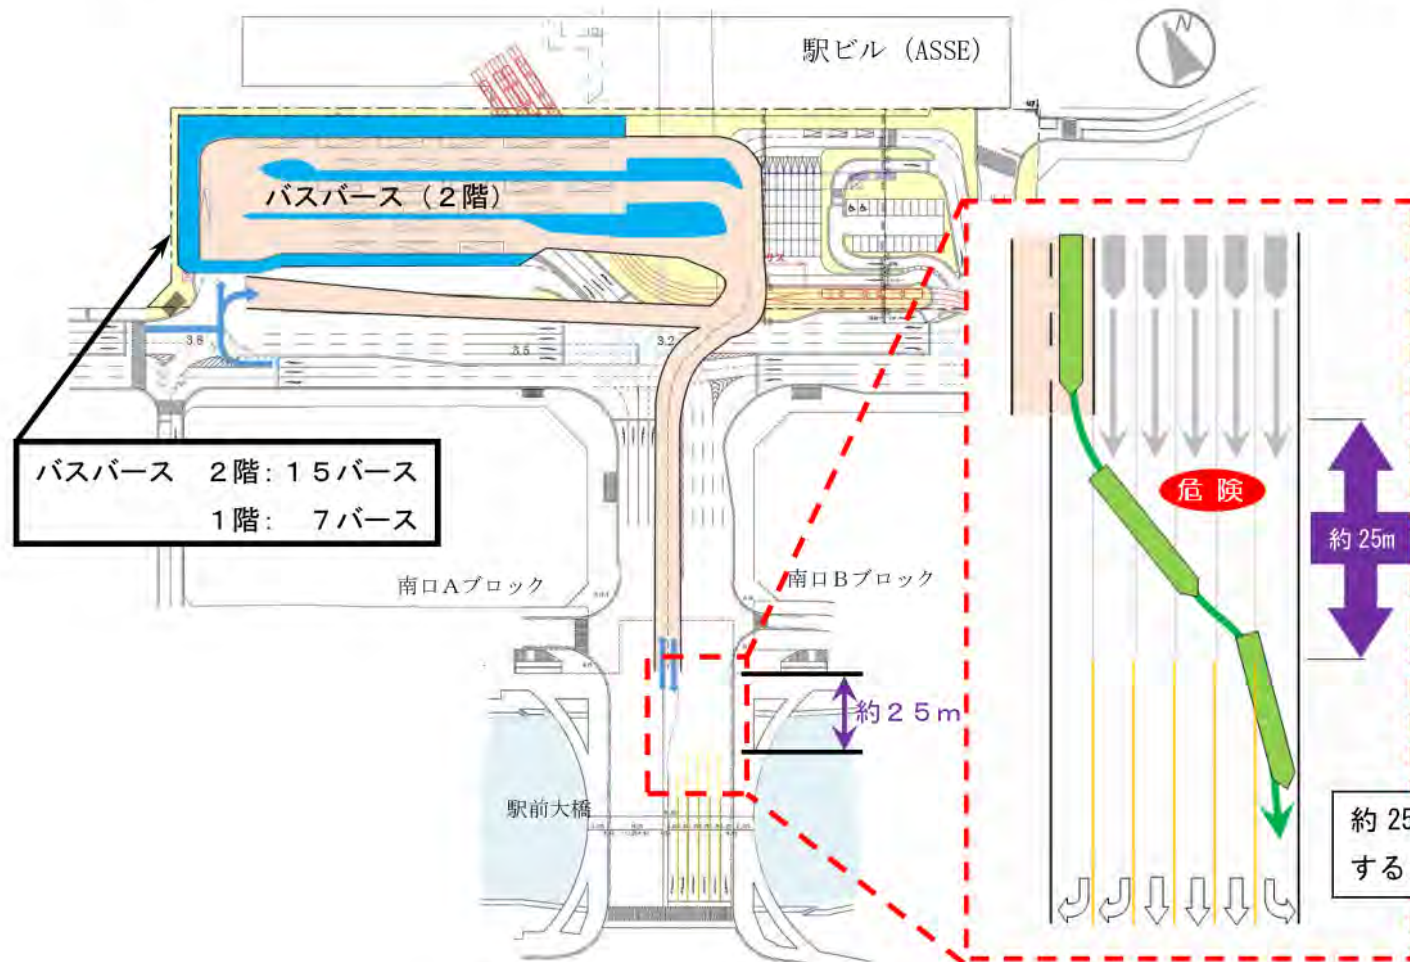 駅ビル（ASSE）
N
バスバース（２階）
3.8
3.5
3.2
バスバース　２階：１５バース
１階：　７バース
南口Ａブロック
南口Ｂブロック
約２５ｍ
駅前大橋
危険
約25m
約 25
する